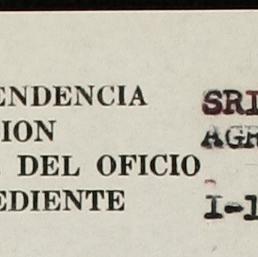 ENDENCIA SRI
ION AGR
DEL OFICIO
EDIENTE I-1